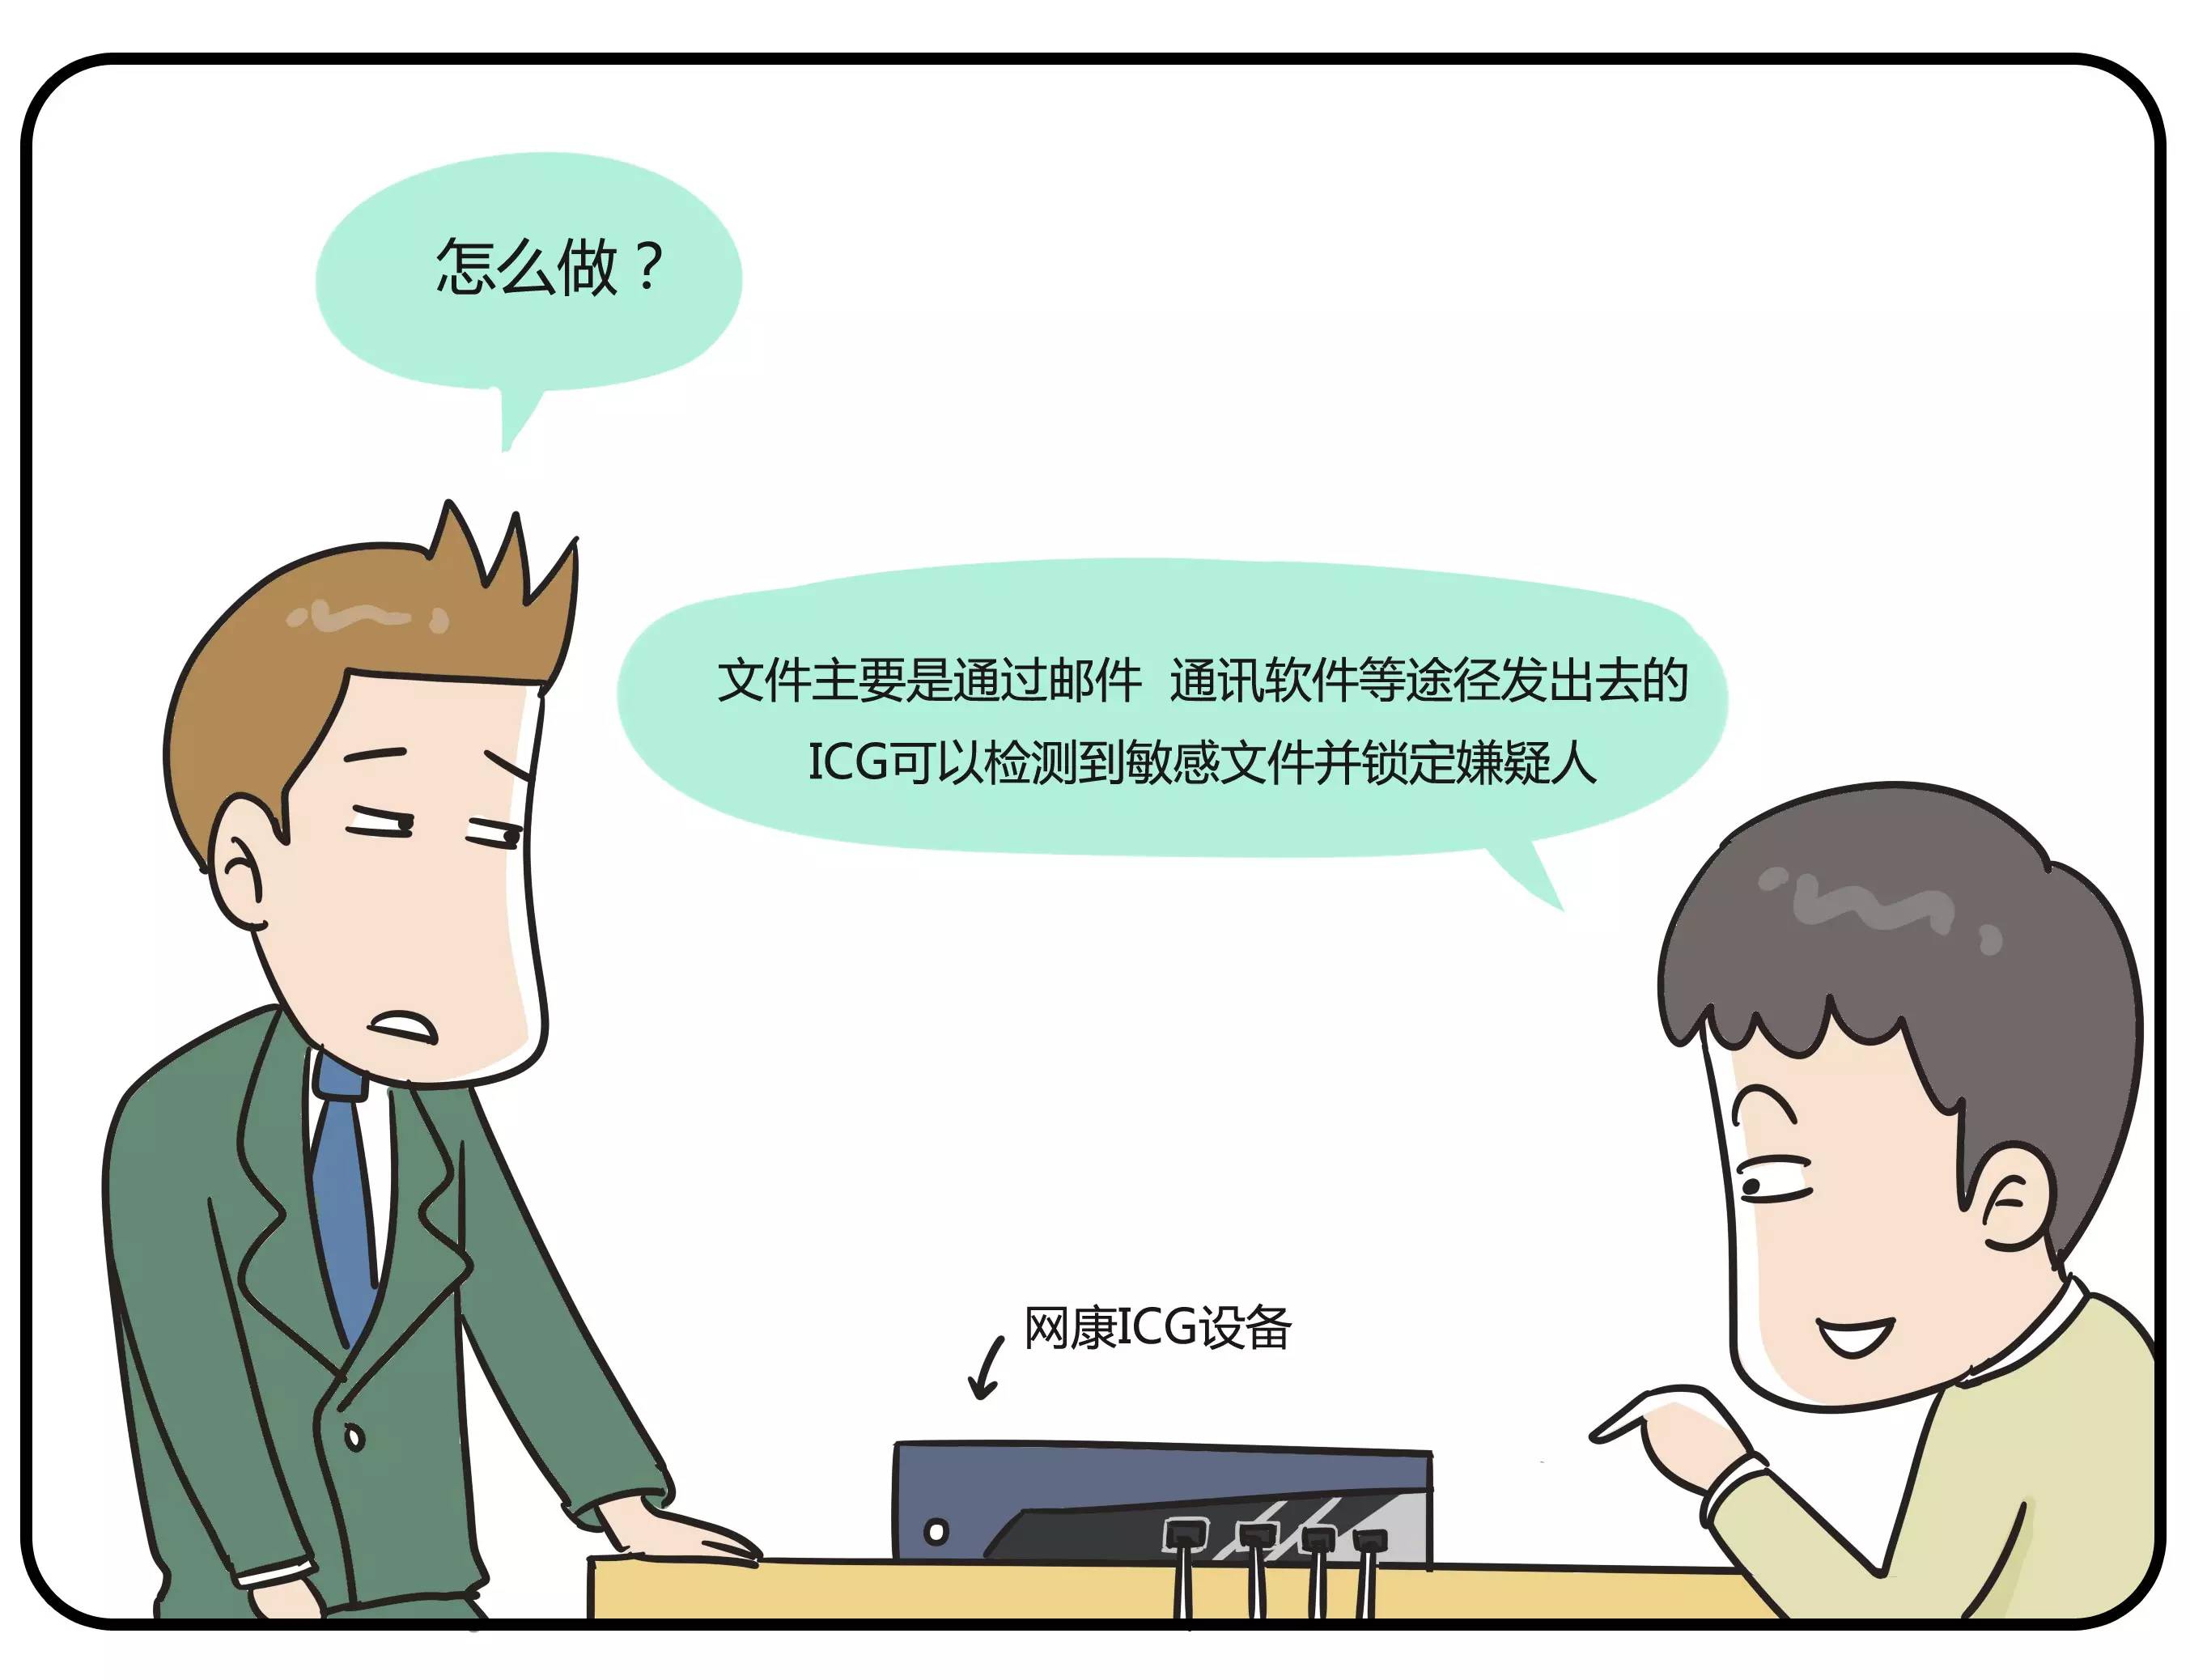 怎么做？
文件主要是通过邮件 通讯软件等途径发出去的
ICG可以检测到敏感文件并锁定嫌疑人
网康ICG设备